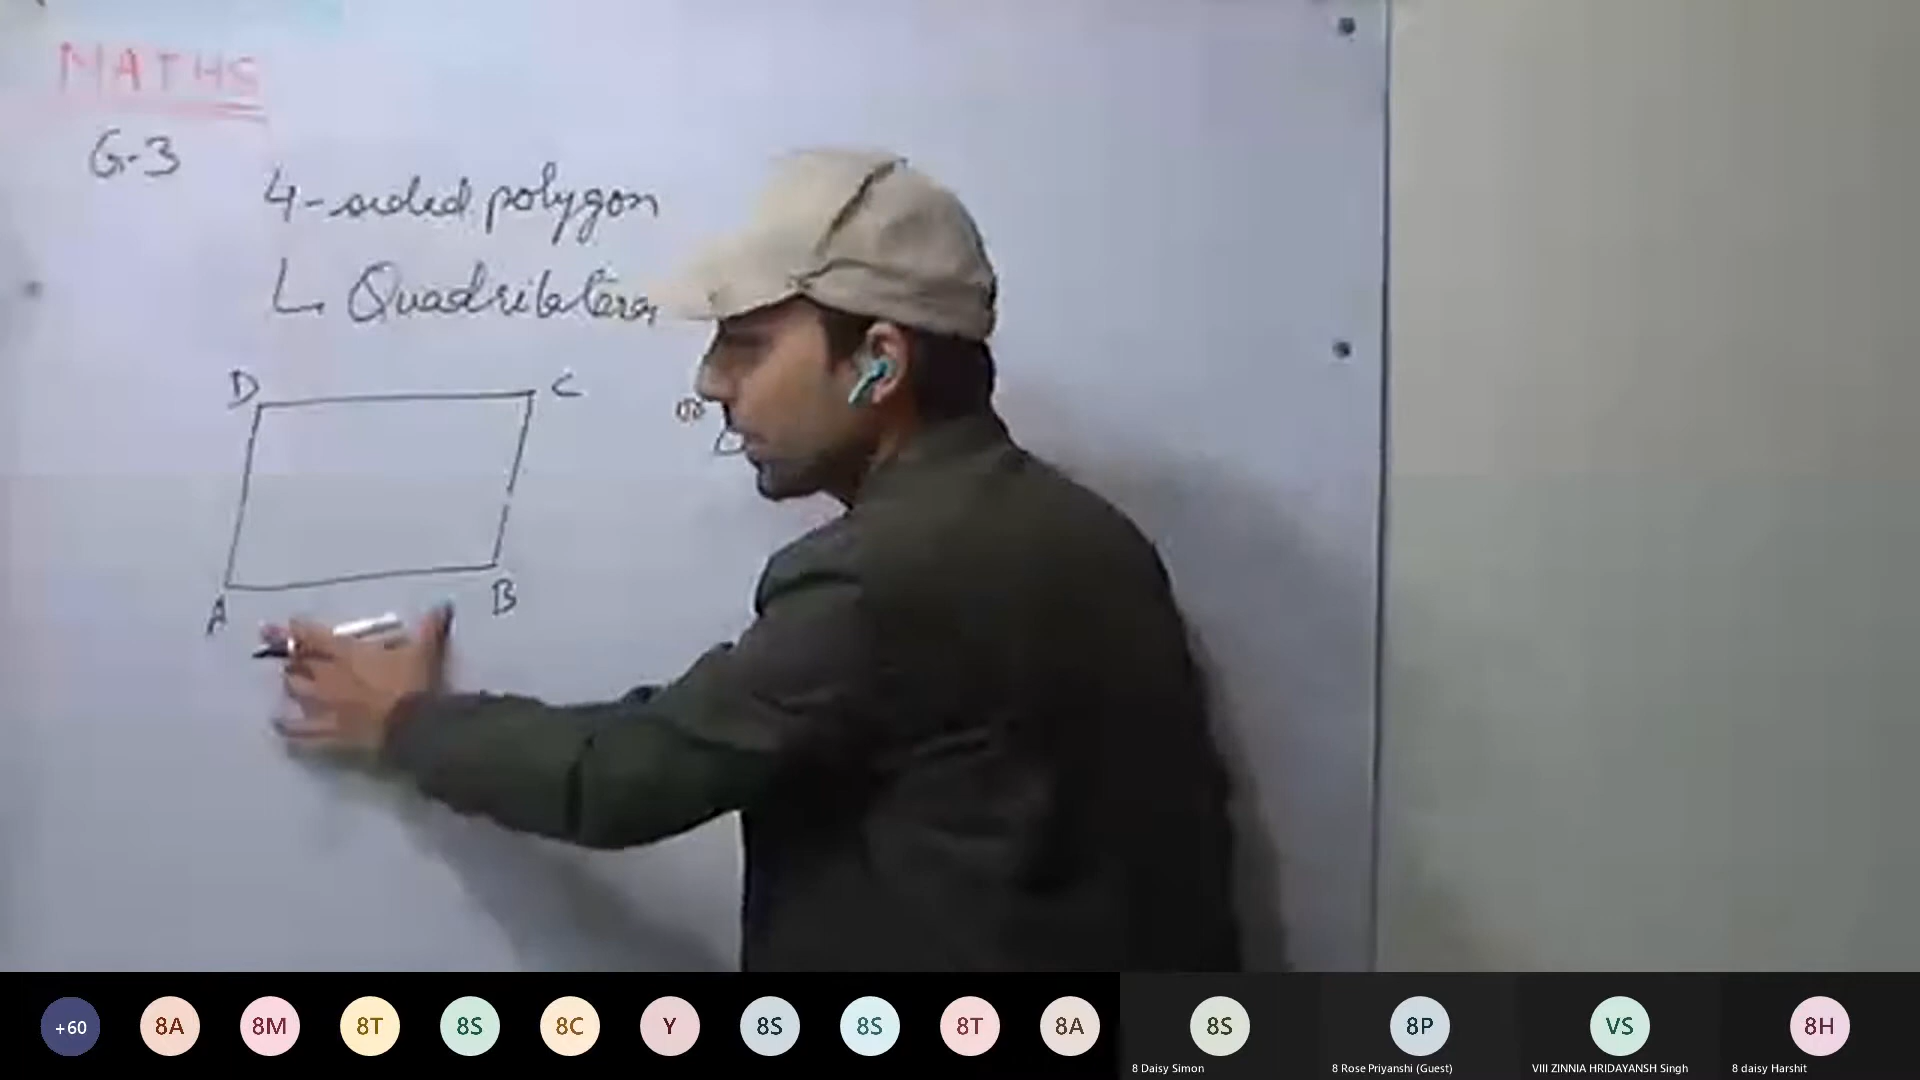 MATHS
G-3
4-sided polygon
L Quadrilateral
D C
A B
+60 8A 8M 8T 8S 8C Y 8S 8S 8T 8A 8S 8P VS 8H
8 Daisy Simon 8 Rose Priyanshi (Guest) VIII ZINNIA HRIDAYANSH Singh 8 daisy Harshit